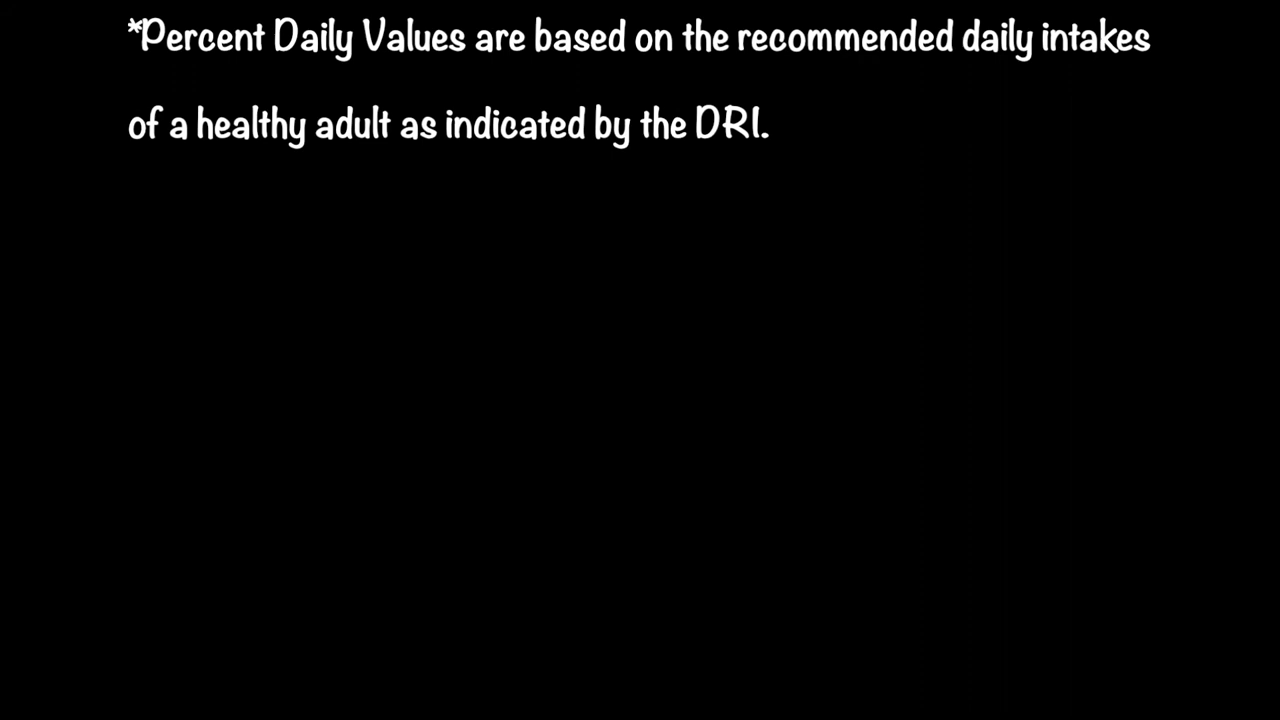 *Percent Daily Values are based on the recommended daily intakes
of a healthy adult as indicated by the DRI.